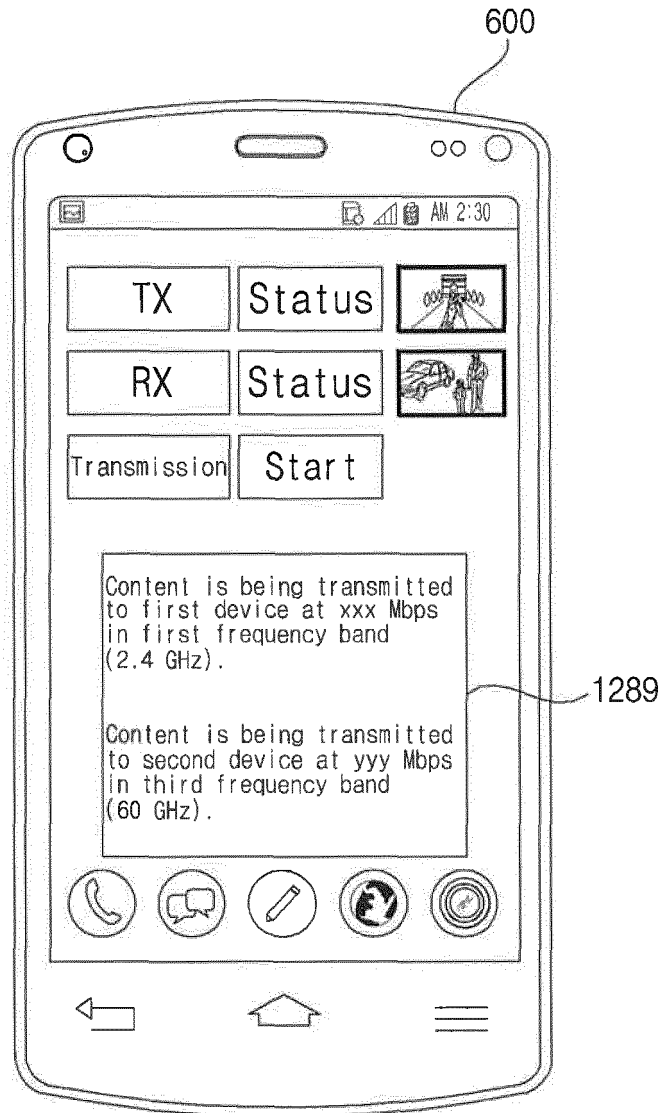 600
AM 2:30
TX Status
RX Status
Transmission Start
Content is being transmitted
to first device at xxx Mbps
in first frequency band
(2.4 GHz).
Content is being transmitted
to second device at yyy Mbps
in third frequency band
(60 GHz).
1289